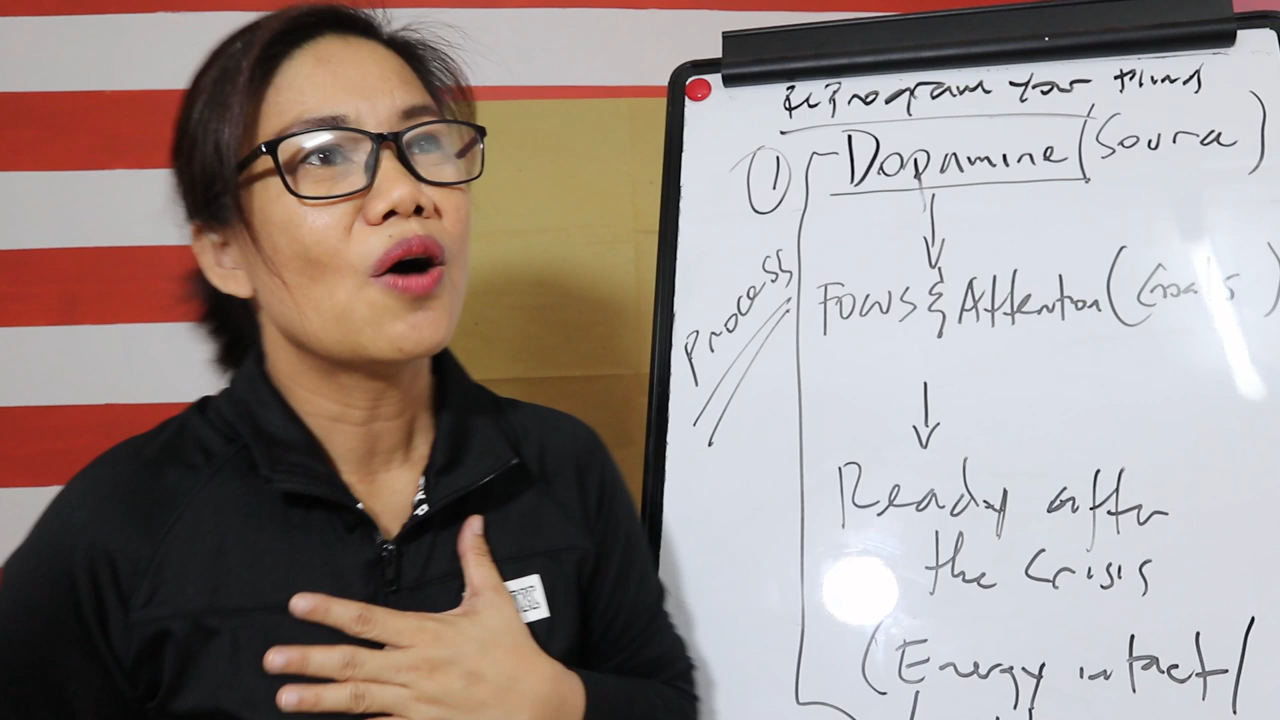 ReProgram your Mind
① Dopamine (Source)
Process
Focus & Attention (Goals)
Ready after
the Crisis
(Energy intact/